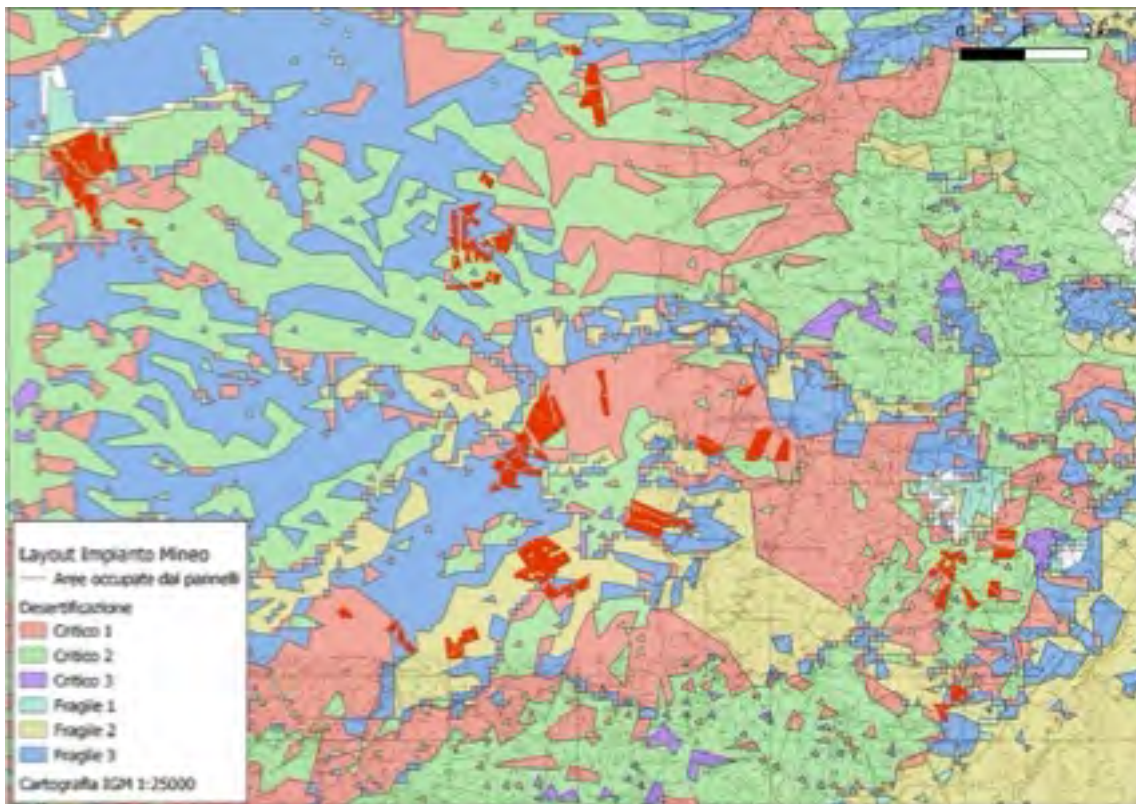 Layout Impianto Mineo
Aree occupate dai pannelli
Desertificazione
Critico 1
Critico 2
Critico 3
Fragile 1
Fragile 2
Fragile 3
Cartografia IGM 1:25000